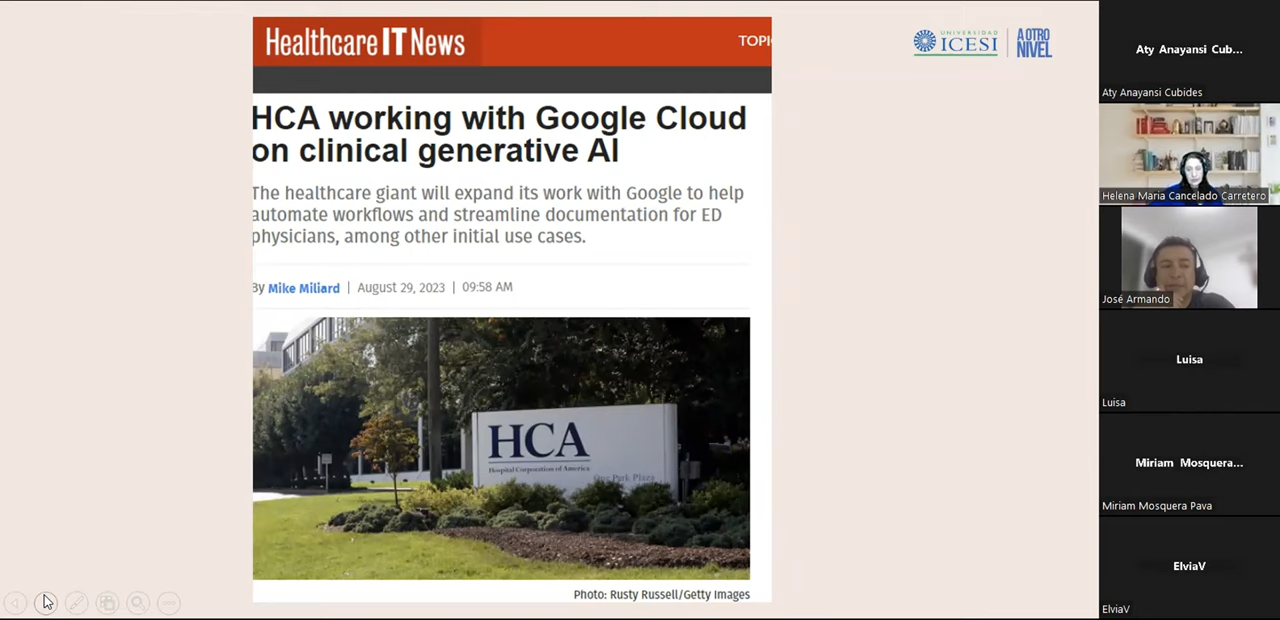 Healthcare IT News
TOPI
UNIVERSIDAD
ICESI
A OTRO
NIVEL
HCA working with Google Cloud
on clinical generative AI
The healthcare giant will expand its work with Google to help
automate workflows and streamline documentation for ED
physicians, among other initial use cases.
By Mike Miliard | August 29, 2023 | 09:58 AM
HCA
Hospital Corporation of America
One Park Plaza
Photo: Rusty Russell/Getty Images
Aty Anayansi Cub...
Aty Anayansi Cubides
Helena Maria Cancelado Carretero
José Armando
Luisa
Luisa
Miriam Mosquera...
Miriam Mosquera Pava
ElviaV
ElviaV